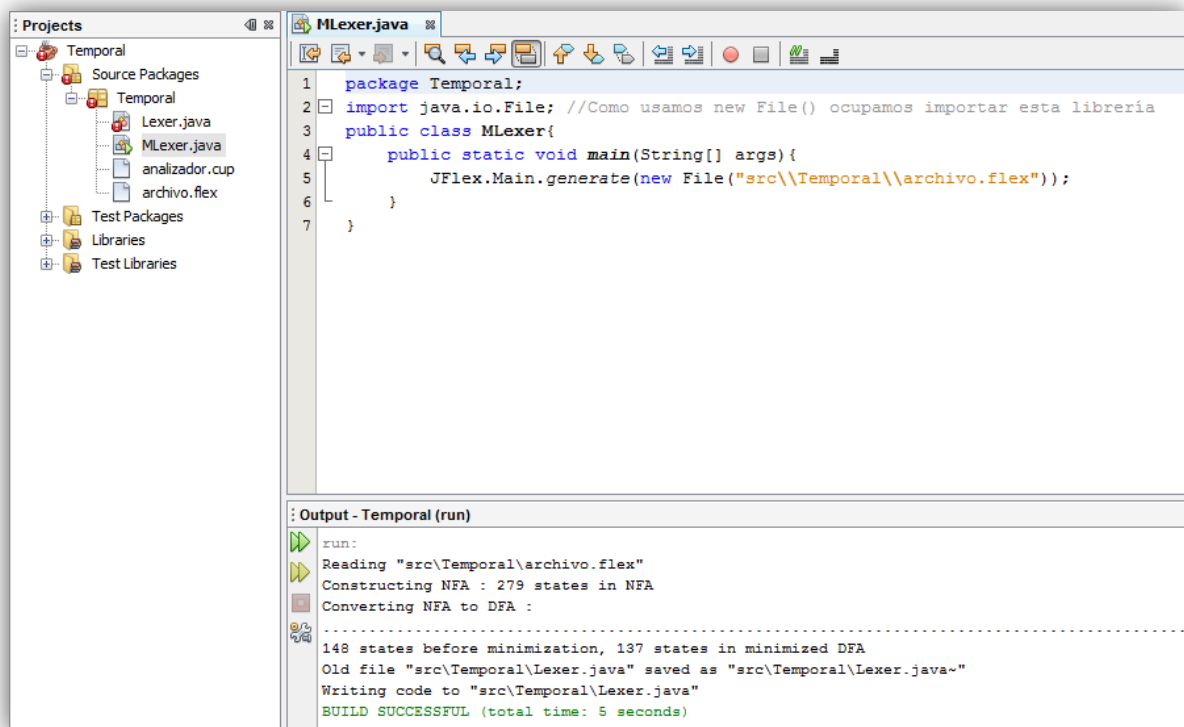 Projects
Temporal
Source Packages
Temporal
Lexer.java
MLexer.java
analizador.cup
archivo.flex
Test Packages
Libraries
Test Libraries
MLexer.java
1 package Temporal;
2 import java.io.File; //Como usamos new File() ocupamos importar esta librería
3 public class MLexer{
4 public static void main(String[] args){
5 JFlex.Main.generate(new File("src\\Temporal\\archivo.flex"));
6 }
7 }
Output - Temporal (run)
run:
Reading "src\Temporal\archivo.flex"
Constructing NFA : 279 states in NFA
Converting NFA to DFA :
...........................................................................................
148 states before minimization, 137 states in minimized DFA
Old file "src\Temporal\Lexer.java" saved as "src\Temporal\Lexer.java~"
Writing code to "src\Temporal\Lexer.java"
BUILD SUCCESSFUL (total time: 5 seconds)